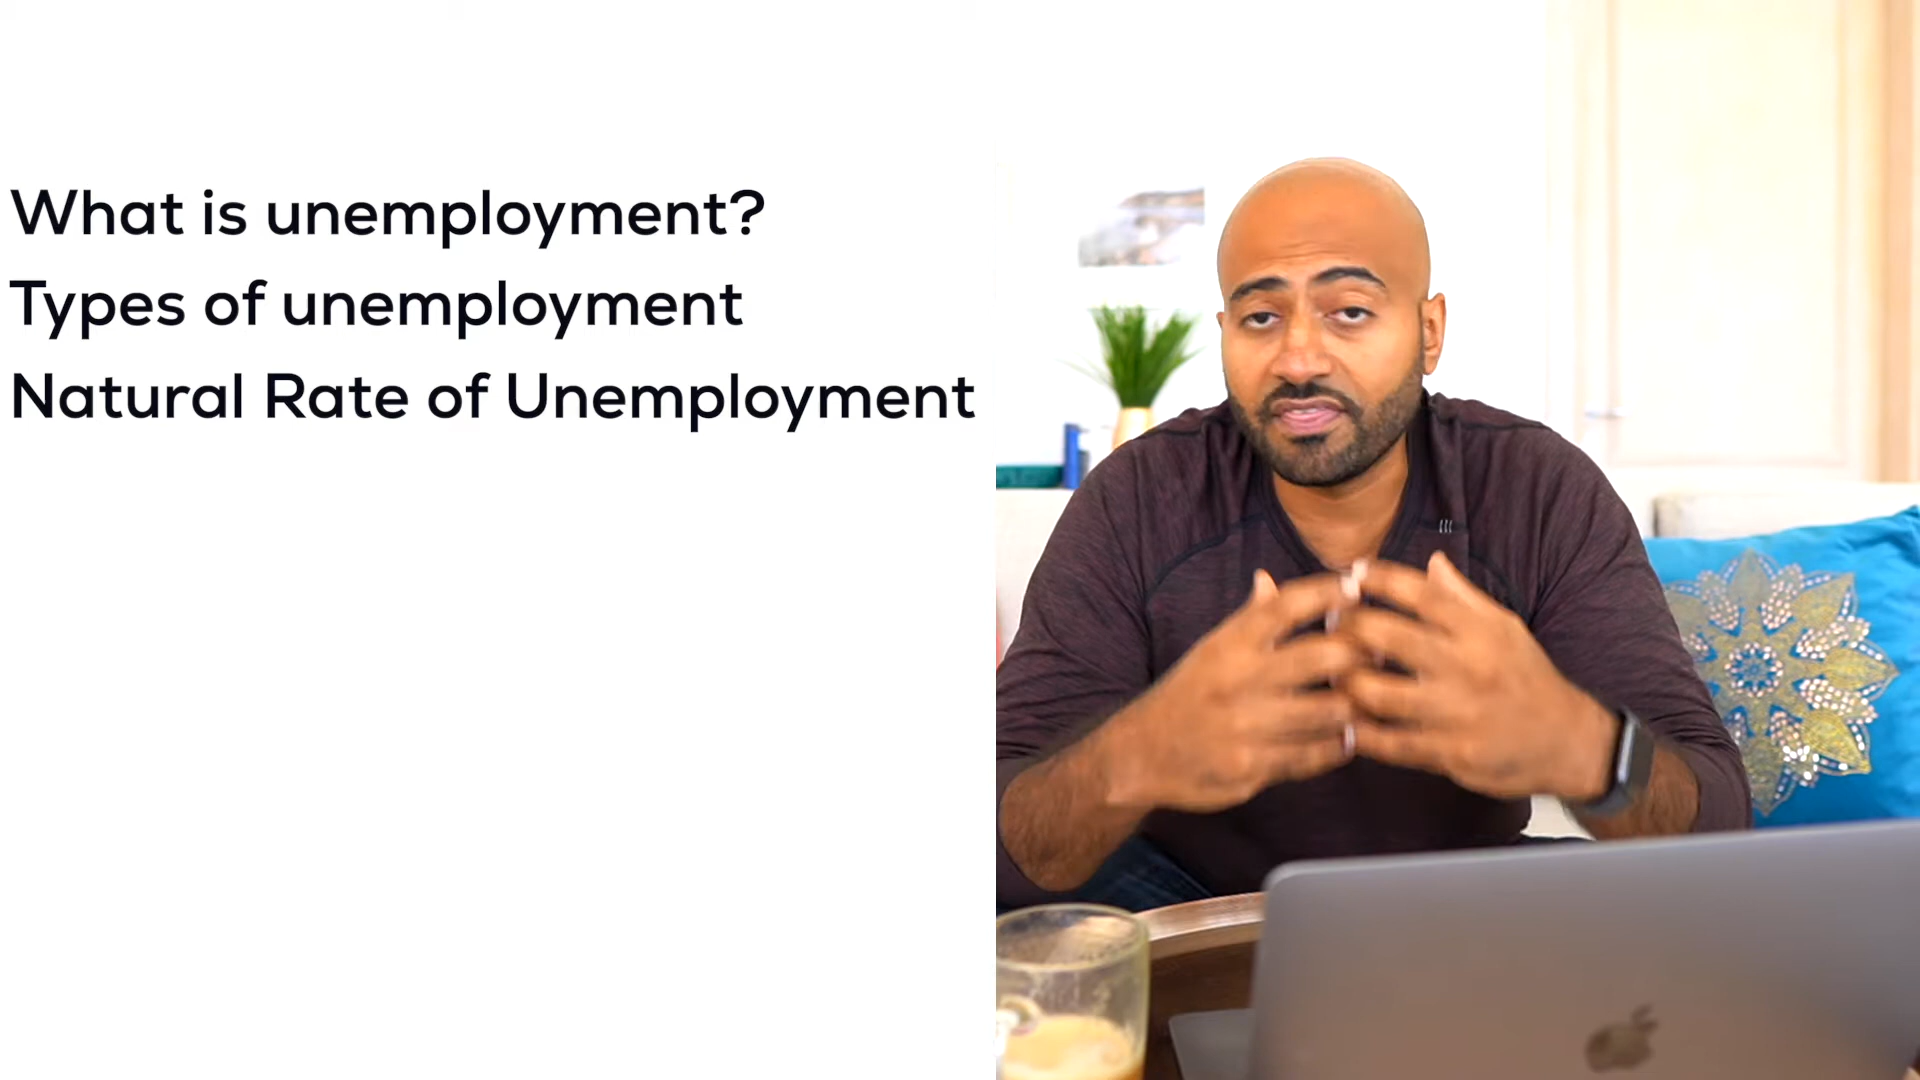 What is unemployment?
Types of unemployment
Natural Rate of Unemployment